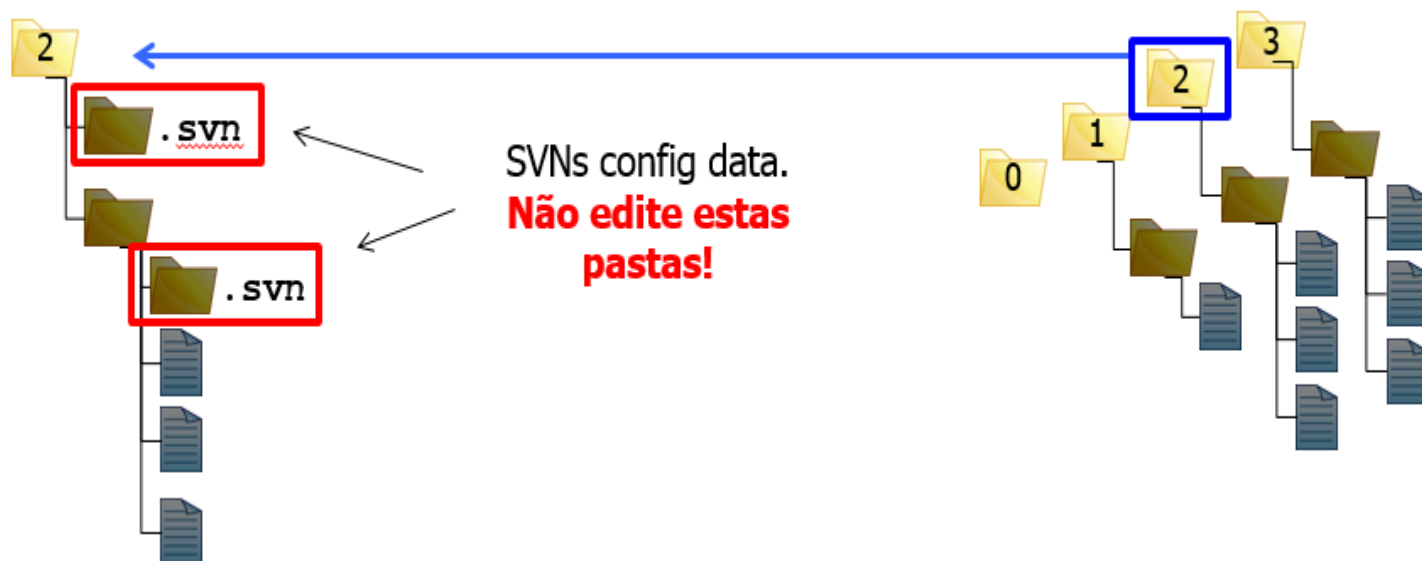 2
.svn
.svn
SVNs config data.
Não edite estas
pastas!
0
1
2
3